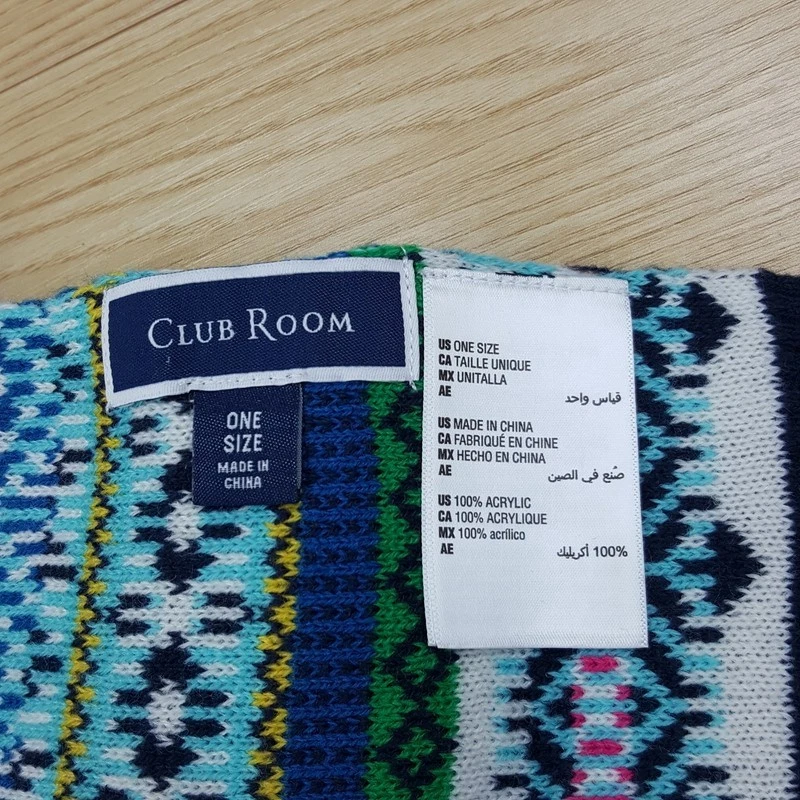 CLUB ROOM
ONE
SIZE
MADE IN
CHINA
US ONE SIZE
CA TAILLE UNIQUE
MX UNITALLA
AE قياس واحد
US MADE IN CHINA
CA FABRIQUÉ EN CHINE
MX HECHO EN CHINA
AE صُنع في الصين
US 100% ACRYLIC
CA 100% ACRYLIQUE
MX 100% acrílico
AE 100% أكريليك